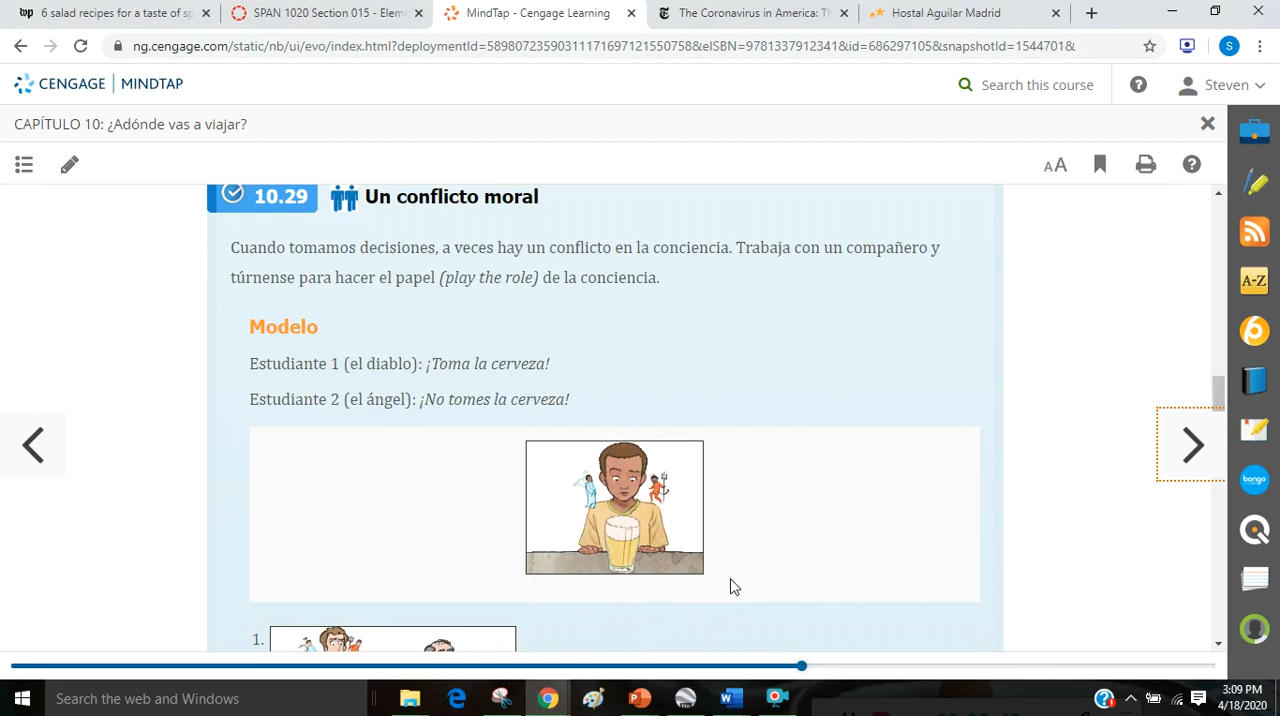 6 salad recipes for a taste of sp
SPAN 1020 Section 015 - Elem
MindTap - Cengage Learning
The Coronavirus in America: Th
Hostal Aguilar Madrid
ng.cengage.com/static/nb/ui/evo/index.html?deploymentId=5898072359031117169712155075​8&eISBN=9781337912341&id=686297105&snapshotId=1544701&
S
CENGAGE | MINDTAP
Search this course
Steven
CAPÍTULO 10: ¿Adónde vas a viajar?
AA
10.29 Un conflicto moral
Cuando tomamos decisiones, a veces hay un conflicto en la conciencia. Trabaja con un compañero y
túrnense para hacer el papel (play the role) de la conciencia.
Modelo
Estudiante 1 (el diablo): ¡Toma la cerveza!
Estudiante 2 (el ángel): ¡No tomes la cerveza!
1.
A-Z
bongo
Search the web and Windows
3:09 PM
4/18/2020